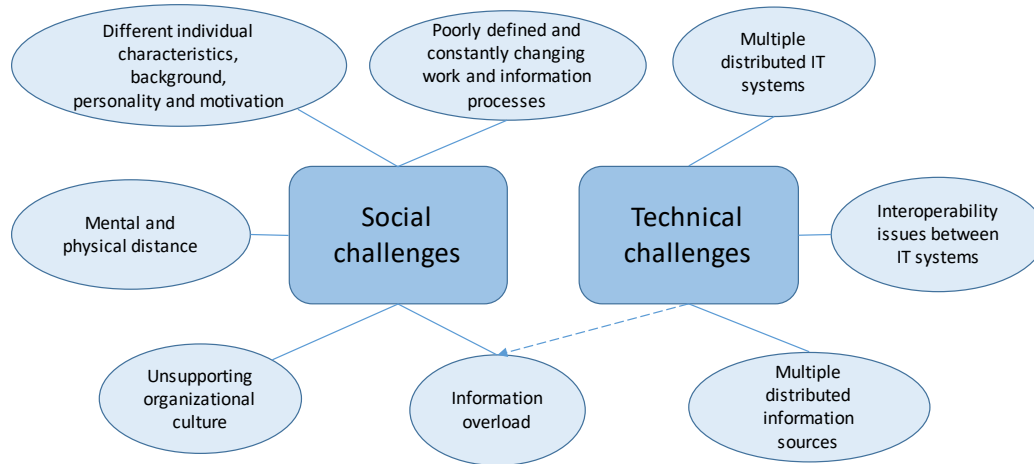 Different individual
characteristics,
background,
personality and motivation
Poorly defined and
constantly changing
work and information
processes
Multiple
distributed IT
systems
Mental and
physical distance
Social
challenges
Technical
challenges
Interoperability
issues between
IT systems
Unsupporting
organizational
culture
Information
overload
Multiple
distributed
information
sources